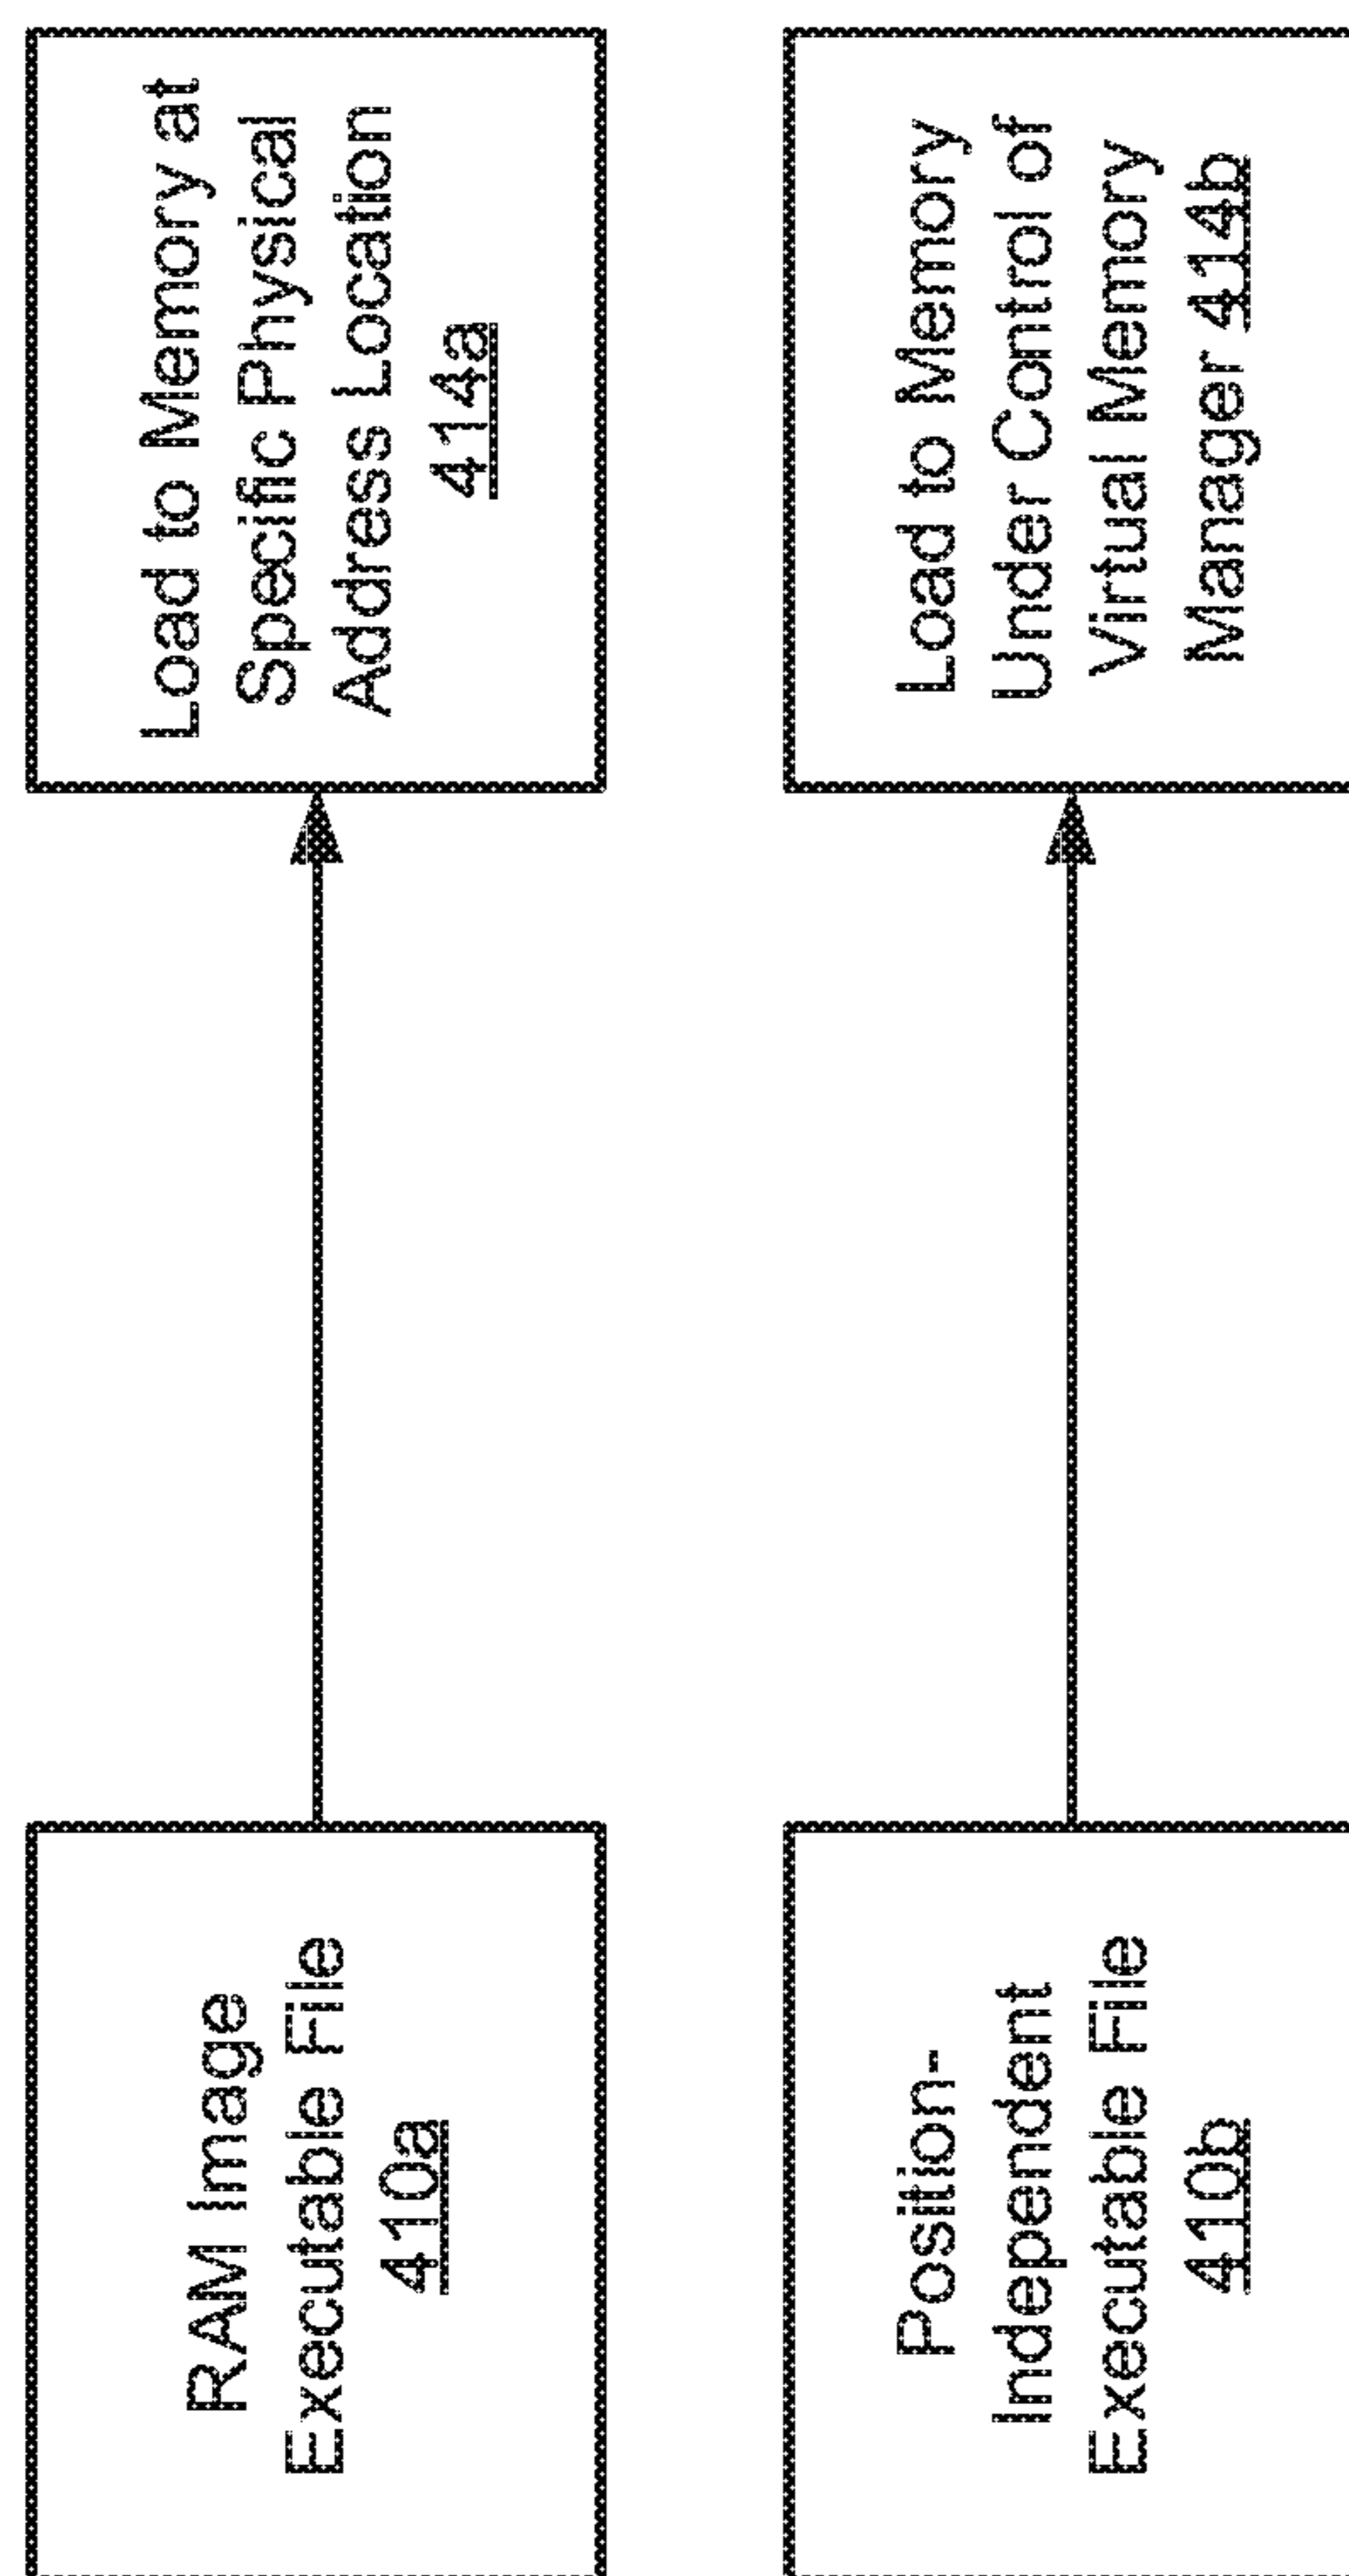 RAM Image
Executable File
410a
Load to Memory at
Specific Physical
Address Location
414a
Position-
Independent
Executable File
410b
Load to Memory
Under Control of
Virtual Memory
Manager 414b